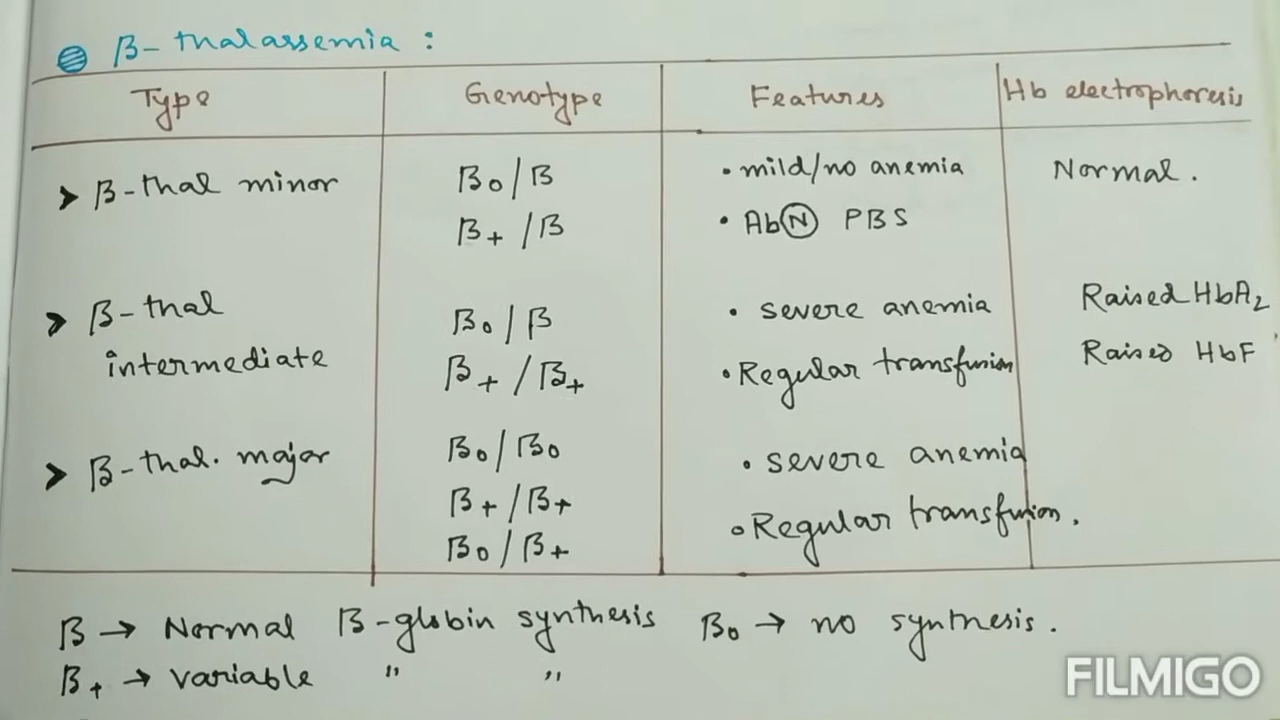 β-thalassemia :
Type Genotype Features Hb electrophoresis
β-thal minor β₀/β • mild/no anemia Normal.
β₊/β • Ab(N) PBS
β-thal β₀/β • severe anemia Raised HbA₂
intermediate β₊/β₊ • Regular transfusion Raised HbF
β-thal. major β₀/β₀ • severe anemia
β₊/β₊ • Regular transfusion.
β₀/β₊
β → Normal β-globin synthesis β₀ → no synthesis.
β₊ → variable " "
FILMIGO